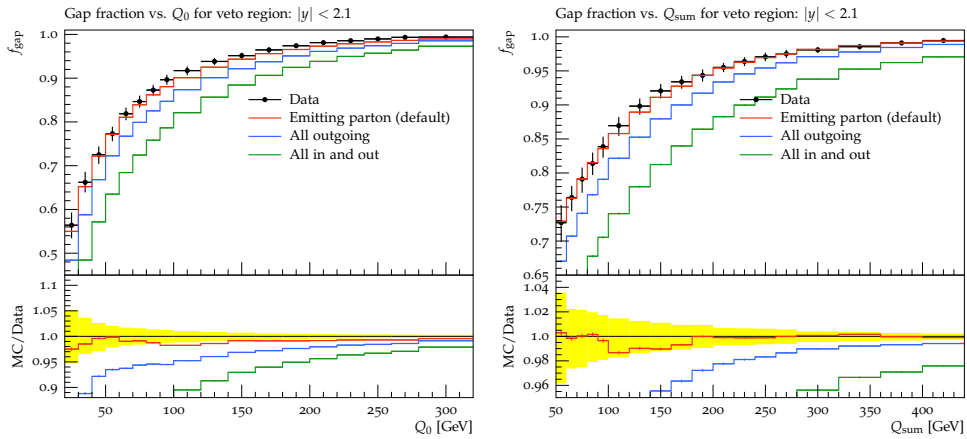 Gap fraction vs. Q0 for veto region: |y| < 2.1
fgap
1.0
0.9
0.8
0.7
0.6
0.5
Data
Emitting parton (default)
All outgoing
All in and out
MC/Data
1.1
1.05
1.0
0.95
0.9
50
100
150
200
250
300
Q0 [GeV]
Gap fraction vs. Qsum for veto region: |y| < 2.1
fgap
1.0
0.95
0.9
0.85
0.8
0.75
0.7
0.65
Data
Emitting parton (default)
All outgoing
All in and out
MC/Data
1.04
1.02
1.0
0.98
0.96
50
100
150
200
250
300
350
400
Qsum [GeV]